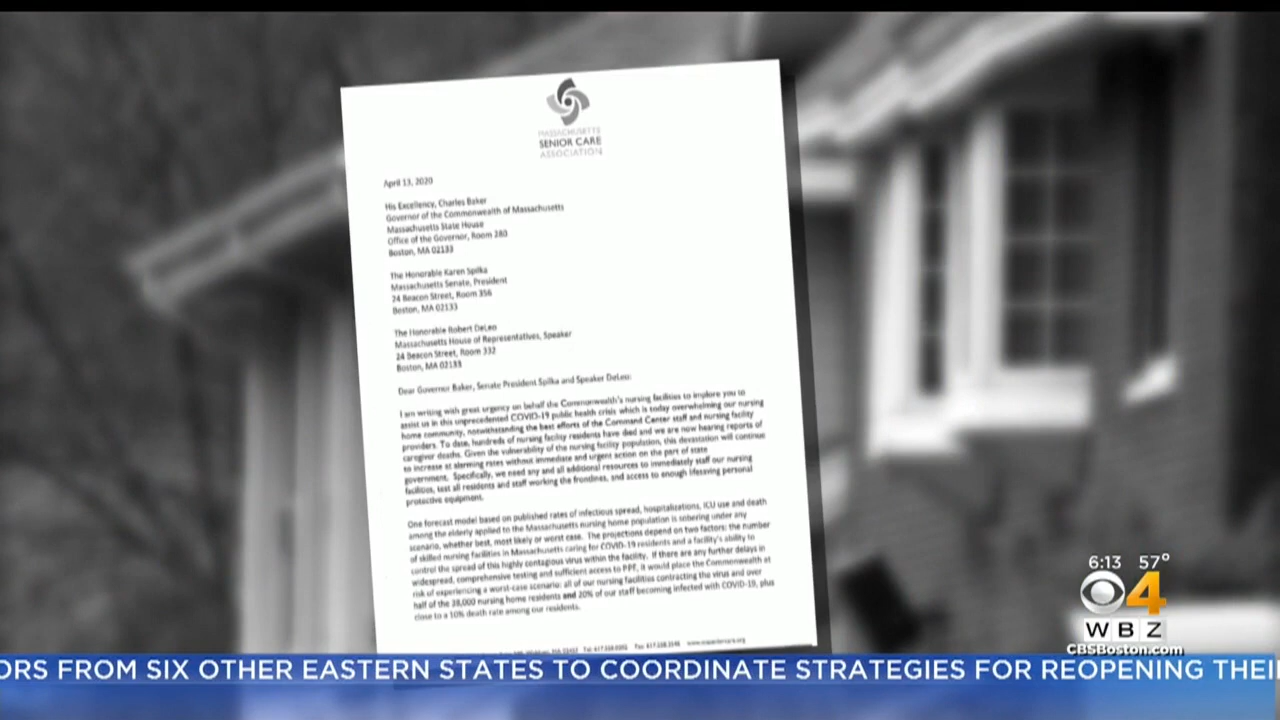 MASSACHUSETTS
SENIOR CARE
ASSOCIATION
April 13, 2020
His Excellency, Charles Baker
Governor of the Commonwealth of Massachusetts
Massachusetts State House
Office of the Governor, Room 280
Boston, MA 02133
The Honorable Karen Spilka
Massachusetts Senate, President
24 Beacon Street, Room 356
Boston, MA 02133
The Honorable Robert DeLeo
Massachusetts House of Representatives, Speaker
24 Beacon Street, Room 332
Boston, MA 02133
Dear Governor Baker, Senate President Spilka and Speaker DeLeo:
I am writing with great urgency on behalf the Commonwealth's nursing facilities to implore you to
assist us in this unprecedented COVID-19 public health crisis which is today overwhelming our nursing
home community, notwithstanding the best efforts of the Command Center staff and nursing facility
providers. To date, hundreds of nursing facility residents have died and we are now hearing reports of
caregiver deaths. Given the vulnerability of the nursing facility population, this devastation will continue
to increase at alarming rates without immediate and urgent action on the part of state
government. Specifically, we need any and all additional resources to immediately staff our nursing
facilities, test all residents and staff working the frontlines, and access to enough lifesaving personal
protective equipment.
One forecast model based on published rates of infectious spread, hospitalizations, ICU use and death
among the elderly applied to the Massachusetts nursing home population is sobering under any
scenario, whether best, most likely or worst case. The projections depend on two factors: the number
of skilled nursing facilities in Massachusetts caring for COVID-19 residents and a facility's ability to
control the spread of this highly contagious virus within the facility. If there are any further delays in
widespread, comprehensive testing and sufficient access to PPE, it would place the Commonwealth at
risk of experiencing a worst-case scenario: all of our nursing facilities contracting the virus and over
half of the 38,000 nursing home residents and 20% of our staff becoming infected with COVID-19, plus
close to a 10% death rate among our residents.
6:13 57°
4
WBZ
CBSBoston.com
ORS FROM SIX OTHER EASTERN STATES TO COORDINATE STRATEGIES FOR REOPENING THEI